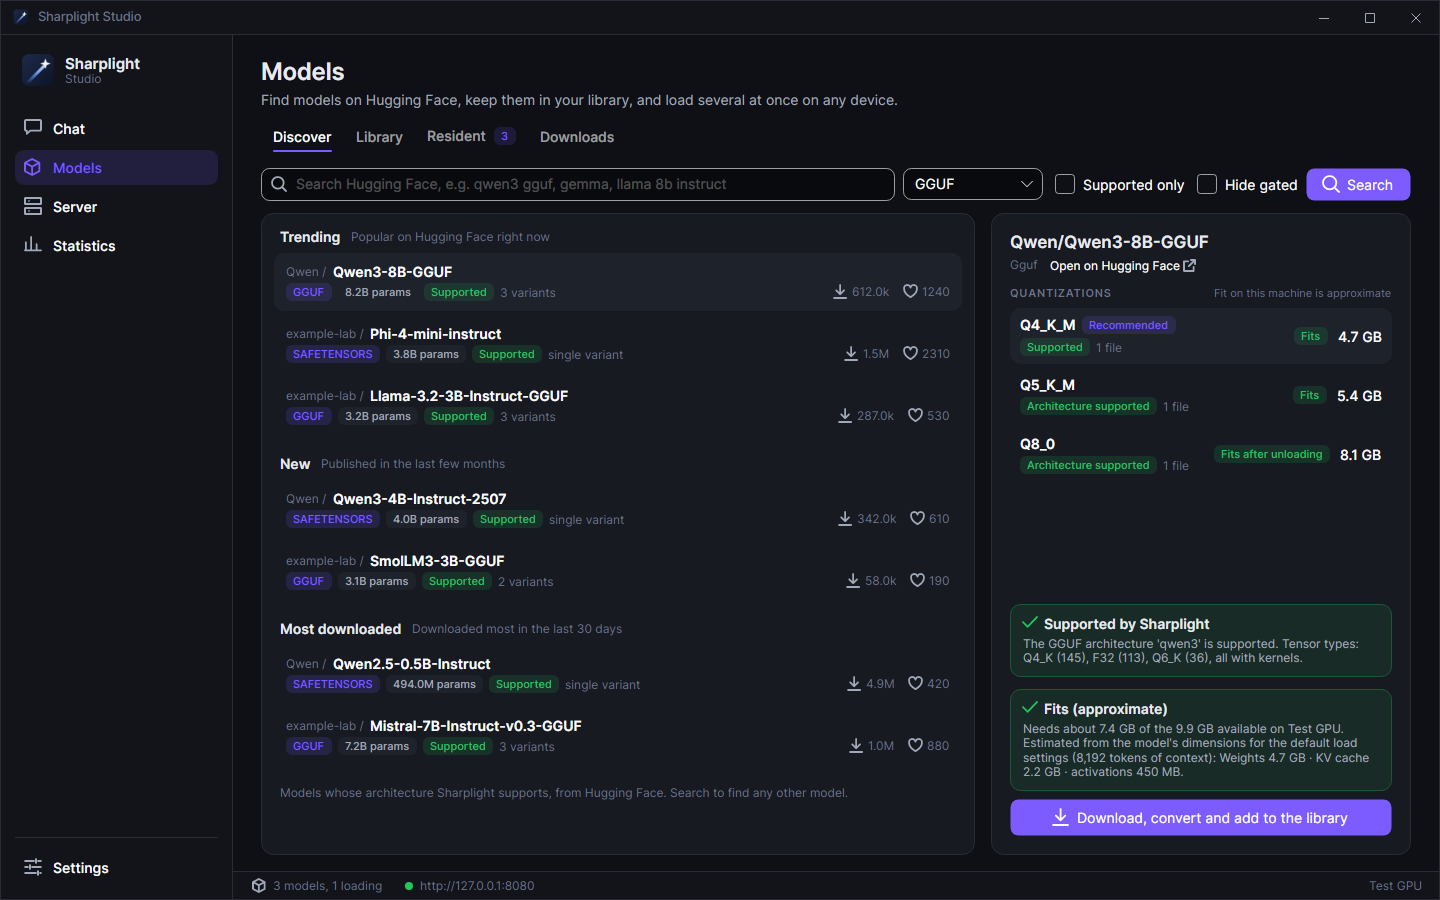 Sharplight Studio
Sharplight
Studio
Chat
Models
Server
Statistics
Settings
Models
Find models on Hugging Face, keep them in your library, and load several at once on any device.
Discover Library Resident 3 Downloads
Search Hugging Face, e.g. qwen3 gguf, gemma, llama 8b instruct
GGUF
Supported only
Hide gated
Search
Trending Popular on Hugging Face right now
Qwen / Qwen3-8B-GGUF
GGUF 8.2B params Supported 3 variants 612.0k 1240
example-lab / Phi-4-mini-instruct
SAFETENSORS 3.8B params Supported single variant 1.5M 2310
example-lab / Llama-3.2-3B-Instruct-GGUF
GGUF 3.2B params Supported 3 variants 287.0k 530
New Published in the last few months
Qwen / Qwen3-4B-Instruct-2507
SAFETENSORS 4.0B params Supported single variant 342.0k 610
example-lab / SmolLM3-3B-GGUF
GGUF 3.1B params Supported 2 variants 58.0k 190
Most downloaded Downloaded most in the last 30 days
Qwen / Qwen2.5-0.5B-Instruct
SAFETENSORS 494.0M params Supported single variant 4.9M 420
example-lab / Mistral-7B-Instruct-v0.3-GGUF
GGUF 7.2B params Supported 3 variants 1.0M 880
Models whose architecture Sharplight supports, from Hugging Face. Search to find any other model.
Qwen/Qwen3-8B-GGUF
Gguf Open on Hugging Face
QUANTIZATIONS Fit on this machine is approximate
Q4_K_M Recommended
Supported 1 file
Fits 4.7 GB
Q5_K_M
Architecture supported 1 file
Fits 5.4 GB
Q8_0
Architecture supported 1 file
Fits after unloading 8.1 GB
Supported by Sharplight
The GGUF architecture 'qwen3' is supported. Tensor types:
Q4_K (145), F32 (113), Q6_K (36), all with kernels.
Fits (approximate)
Needs about 7.4 GB of the 9.9 GB available on Test GPU.
Estimated from the model's dimensions for the default load
settings (8,192 tokens of context): Weights 4.7 GB · KV cache
2.2 GB · activations 450 MB.
Download, convert and add to the library
3 models, 1 loading
http://127.0.0.1:8080
Test GPU